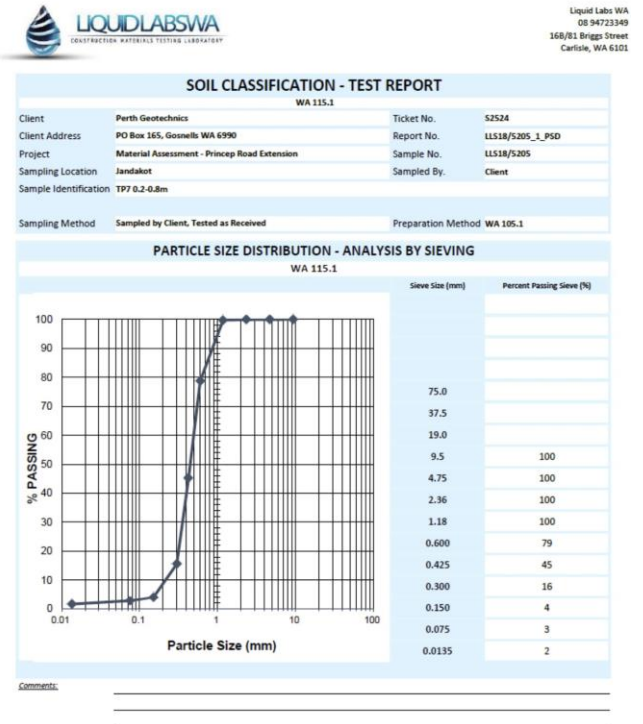 LIQUIDLABSWA
CONSTRUCTION MATERIALS TESTING LABORATORY
Liquid Labs WA
08 94723349
16B/81 Briggs Street
Carlisle, WA 6101
SOIL CLASSIFICATION - TEST REPORT
WA 115.1
Client Perth Geotechnics Ticket No. S2524
Client Address PO Box 165, Gosnells WA 6990 Report No. LLS18/5205_1_PSD
Project Material Assessment - Princep Road Extension Sample No. LLS18/5205
Sampling Location Jandakot Sampled By. Client
Sample Identification TP7 0.2-0.8m
Sampling Method Sampled by Client, Tested as Received Preparation Method WA 105.1
PARTICLE SIZE DISTRIBUTION - ANALYSIS BY SIEVING
WA 115.1
Sieve Size (mm) Percent Passing Sieve (%)
75.0
37.5
19.0
9.5 100
4.75 100
2.36 100
1.18 100
0.600 79
0.425 45
0.300 16
0.150 4
0.075 3
0.0135 2
% PASSING
100
90
80
70
60
50
40
30
20
10
0
0.01 0.1 1 10 100
Particle Size (mm)
Comments: